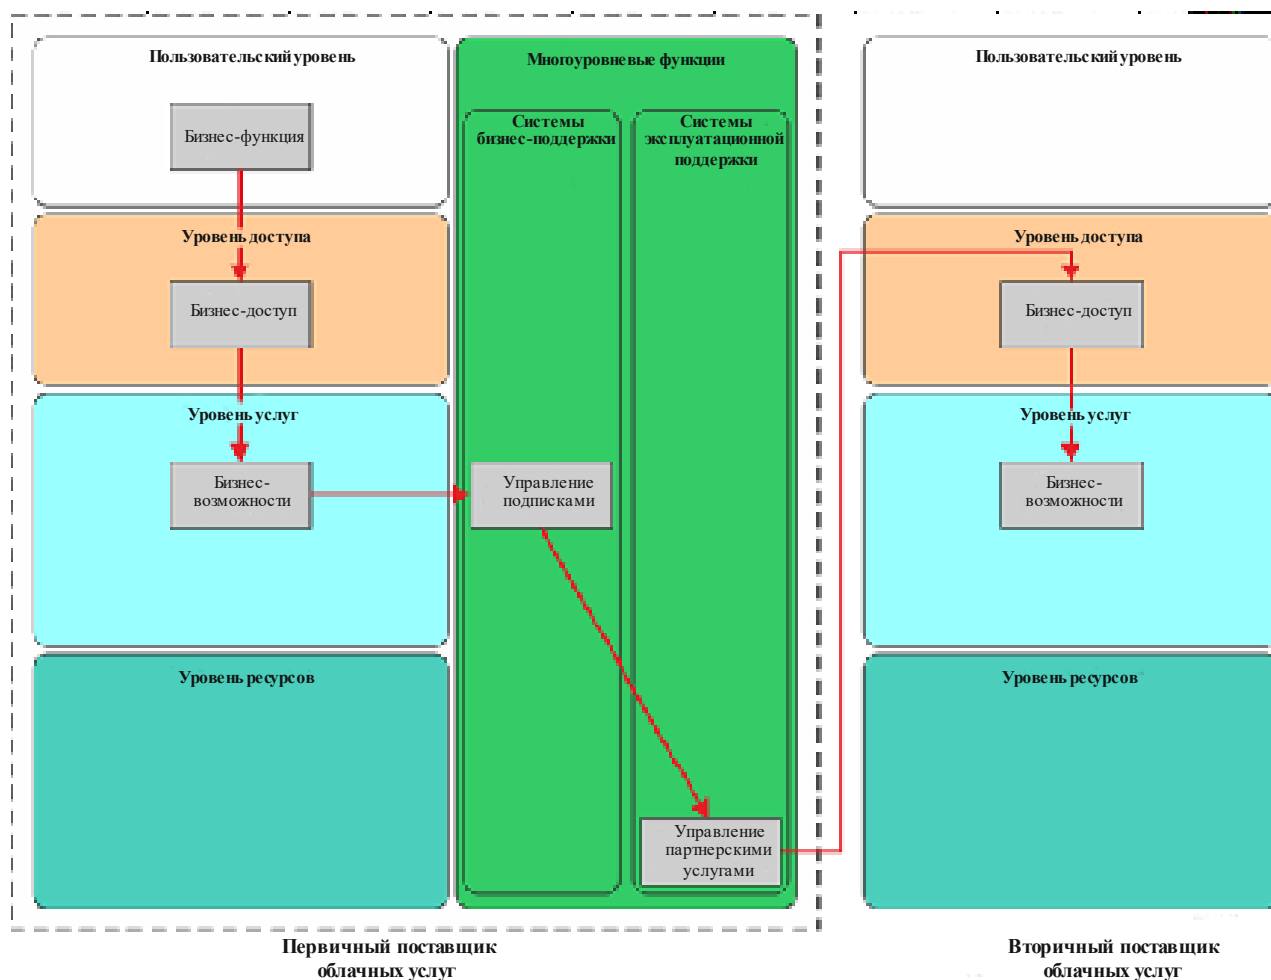 Пользовательский уровень
Бизнес-функция
Уровень доступа
Бизнес-доступ
Уровень услуг
Бизнес-
возможности
Уровень ресурсов
Многоуровневые функции
Системы
бизнес-поддержки
Управление
подписками
Системы
эксплуатационной
поддержки
Управление
партнерскими
услугами
Первичный поставщик
облачных услуг
Пользовательский уровень
Уровень доступа
Бизнес-доступ
Уровень услуг
Бизнес-
возможности
Уровень ресурсов
Вторичный поставщик
облачных услуг